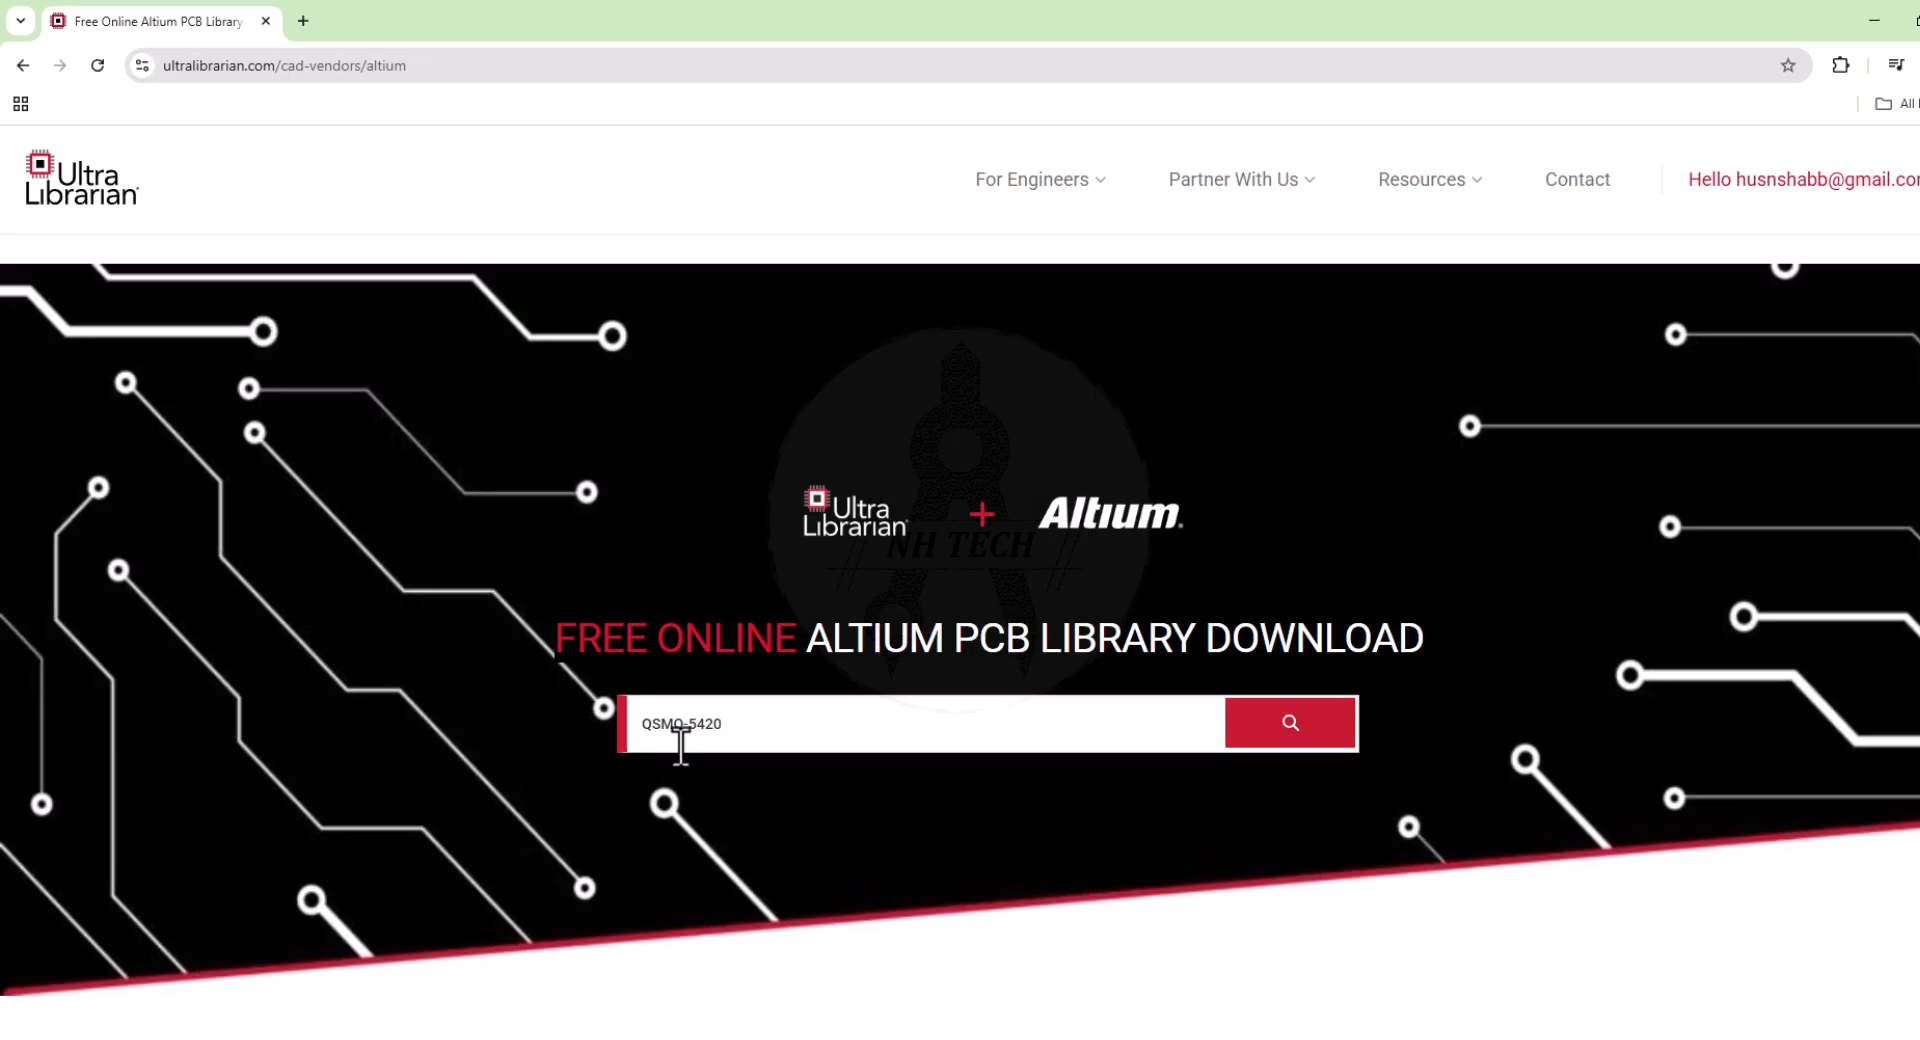 Free Online Altium PCB Library
ultralibrarian.com/cad-vendors/altium
All
Ultra
Librarian
For Engineers
Partner With Us
Resources
Contact
Hello husnshabb@gmail.co
Ultra
Librarian
+
Altium.
NH TECH
FREE ONLINE ALTIUM PCB LIBRARY DOWNLOAD
QSMQ-5420